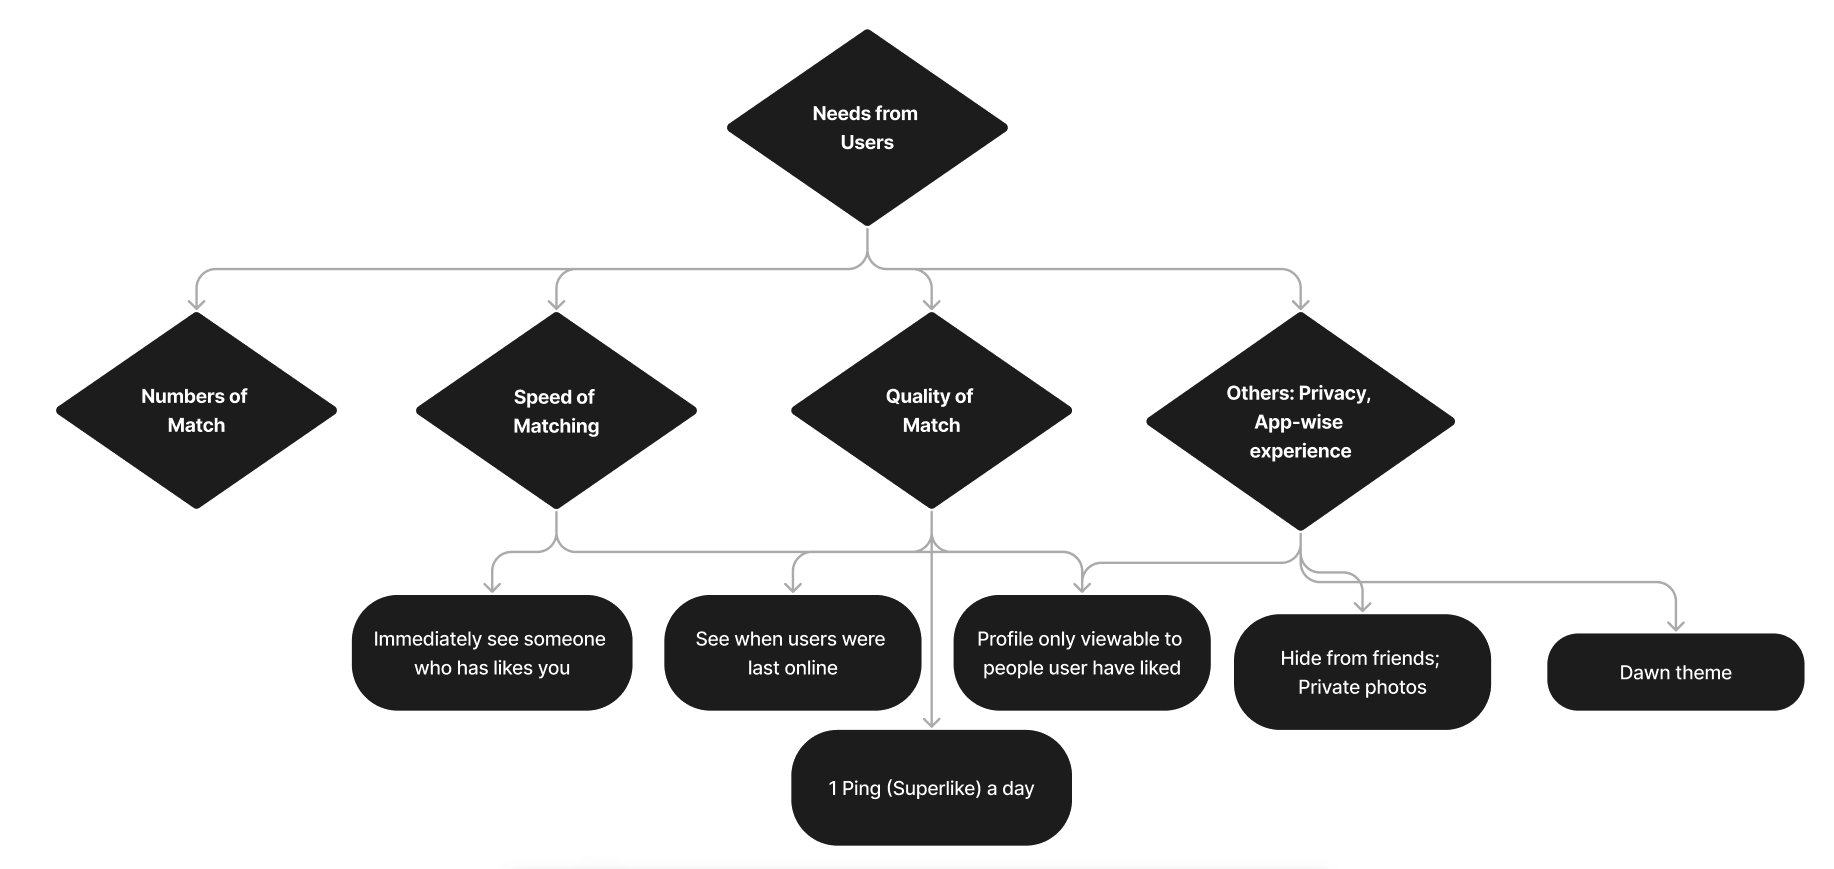 Needs from
Users
Numbers of
Match
Speed of
Matching
Quality of
Match
Others: Privacy,
App-wise
experience
Immediately see someone
who has likes you
See when users were
last online
Profile only viewable to
people user have liked
Hide from friends;
Private photos
Dawn theme
1 Ping (Superlike) a day